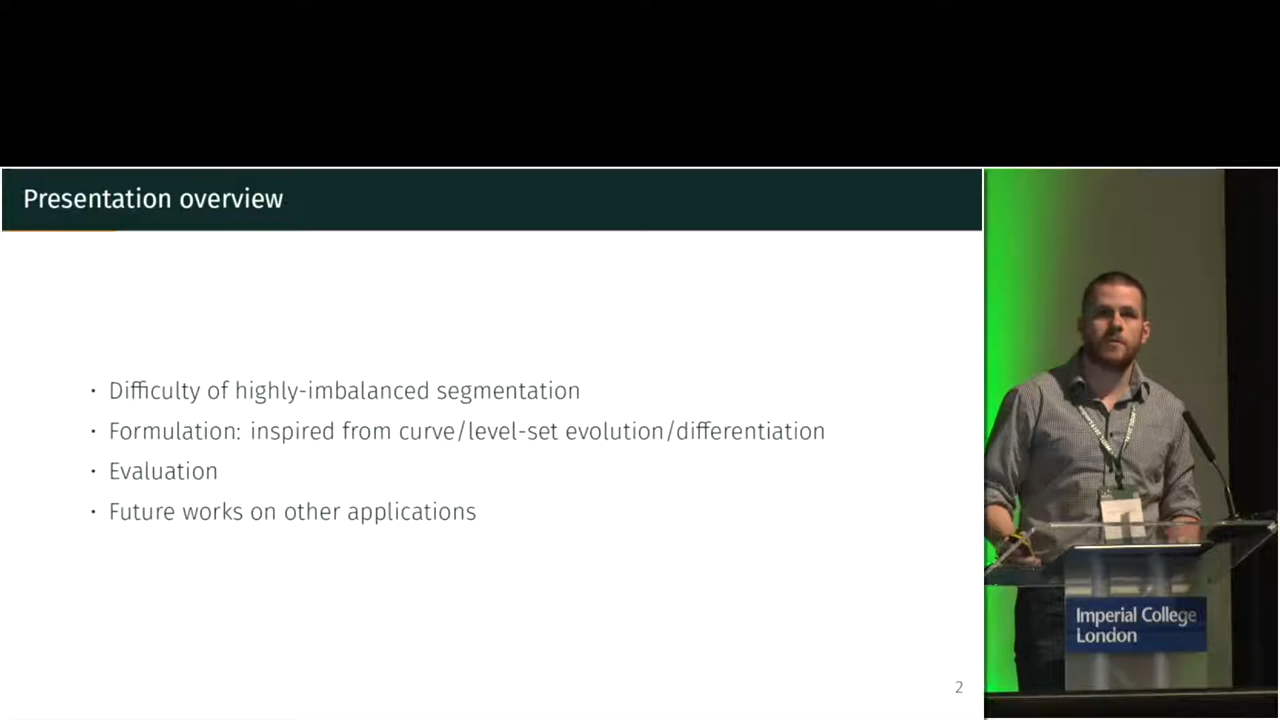 Presentation overview
· Difficulty of highly-imbalanced segmentation
· Formulation: inspired from curve/level-set evolution/differentiation
· Evaluation
· Future works on other applications
2
Imperial College
London